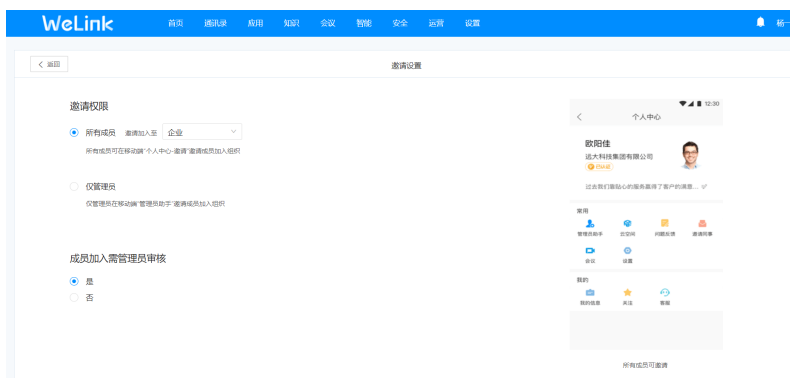 WeLink 首页 通讯录 应用 知识 会议 智能 安全 运营 设置 杨一
返回 邀请设置
邀请权限
所有成员 邀请加入至 企业
所有成员可在移动端“个人中心-邀请”邀请成员加入组织
仅管理员
仅管理员在移动端“管理员助手”邀请成员加入组织
成员加入需管理员审核
是
否
12:30
个人中心
欧阳佳
远大科技集团有限公司
已认证
过去我们靠贴心的服务赢得了客户的满意...
常用
管理员助手 云空间 问题反馈 邀请同事
会议 设置
我的
我的信息 关注 客服
所有成员可邀请